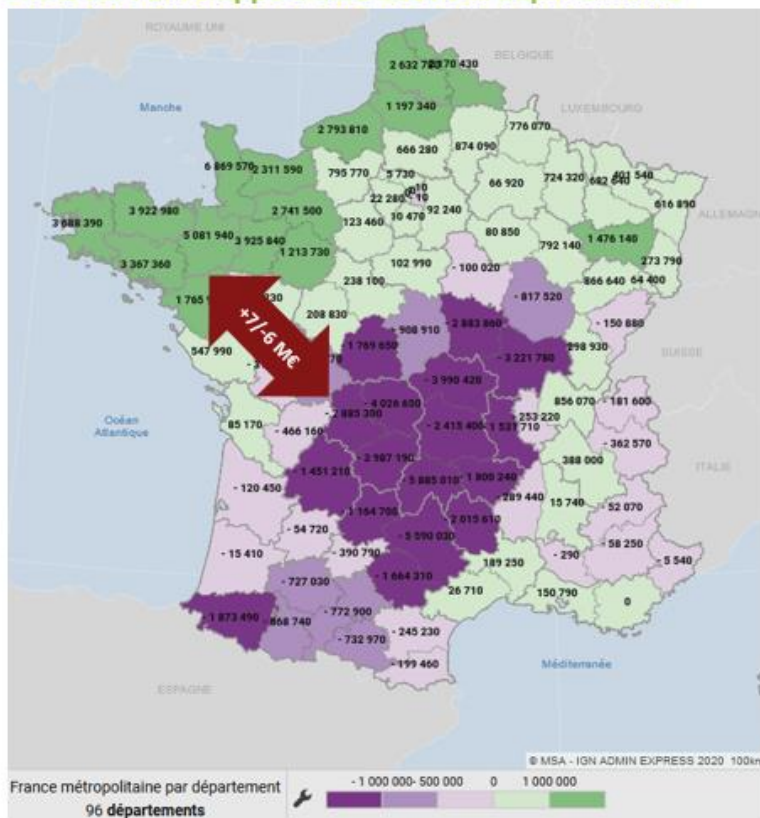 ROYAUME UNI
BELGIQUE
2 632 7
70 430
Manche
1 197 340
LUXEMBOURG
2 793 810
776 070
874 090
666 280
6 869 570
2 311 590
795 770
5 730
724 320
66 920
22 280
616 890
3 922 980
2 741 500
92 240
3 688 390
123 460
10 470
ALLEMAGNE
5 081 940
3 925 840
80 850
1 476 140
1 213 730
792 140
3 367 360
102 990
273 790
- 100 020
238 100
866 640
64 400
1 765
230
- 817 520
208 830
- 150 880
- 908 910
- 2 883 860
+7/-6 M€
- 1 769 650
298 930
547 990
- 3 221 780
SUISSE
- 3 990 420
856 070
- 181 600
- 4 026 600
- 2 885 300
- 253 220
Océan
Atlantique
85 170
- 2 415 400
1 531 710
- 466 160
- 362 570
- 2 987 190
388 000
ITALIE
- 1 451 210
5 885 010
- 1 800 240
- 120 450
- 289 440
15 740
- 52 070
- 1 164 700
- 2 015 610
- 54 720
- 5 590 030
- 58 250
- 15 410
- 390 790
- 290
- 5 540
189 250
- 1 664 310
- 727 030
26 710
150 790
0
- 772 900
- 1 873 490
- 868 740
- 245 230
- 732 970
- 199 460
Méditerranée
ESPAGNE
© MSA - IGN ADMIN EXPRESS 2020 100km
France métropolitaine par département
96 départements
- 1 000 000 - 500 000 0 1 000 000